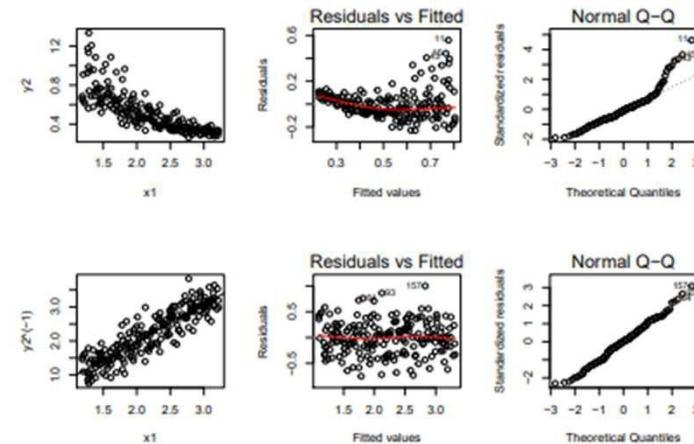 Residuals vs Fitted
Normal Q−Q
y2
0.4 0.8 1.2
1.5 2.0 2.5 3.0
x1
Residuals
−0.2 0.2 0.6
0.3 0.5 0.7
Fitted values
11
Standardized residuals
−2 0 2 4
−3 −2 −1 0 1 2 3
Theoretical Quantiles
11
Residuals vs Fitted
Normal Q−Q
y2^(−1)
1.0 2.0 3.0
1.5 2.0 2.5 3.0
x1
Residuals
−0.5 0.5
1.5 2.0 2.5 3.0
Fitted values
93
157
Standardized residuals
−2 0 1 2 3
−3 −2 −1 0 1 2 3
Theoretical Quantiles
157